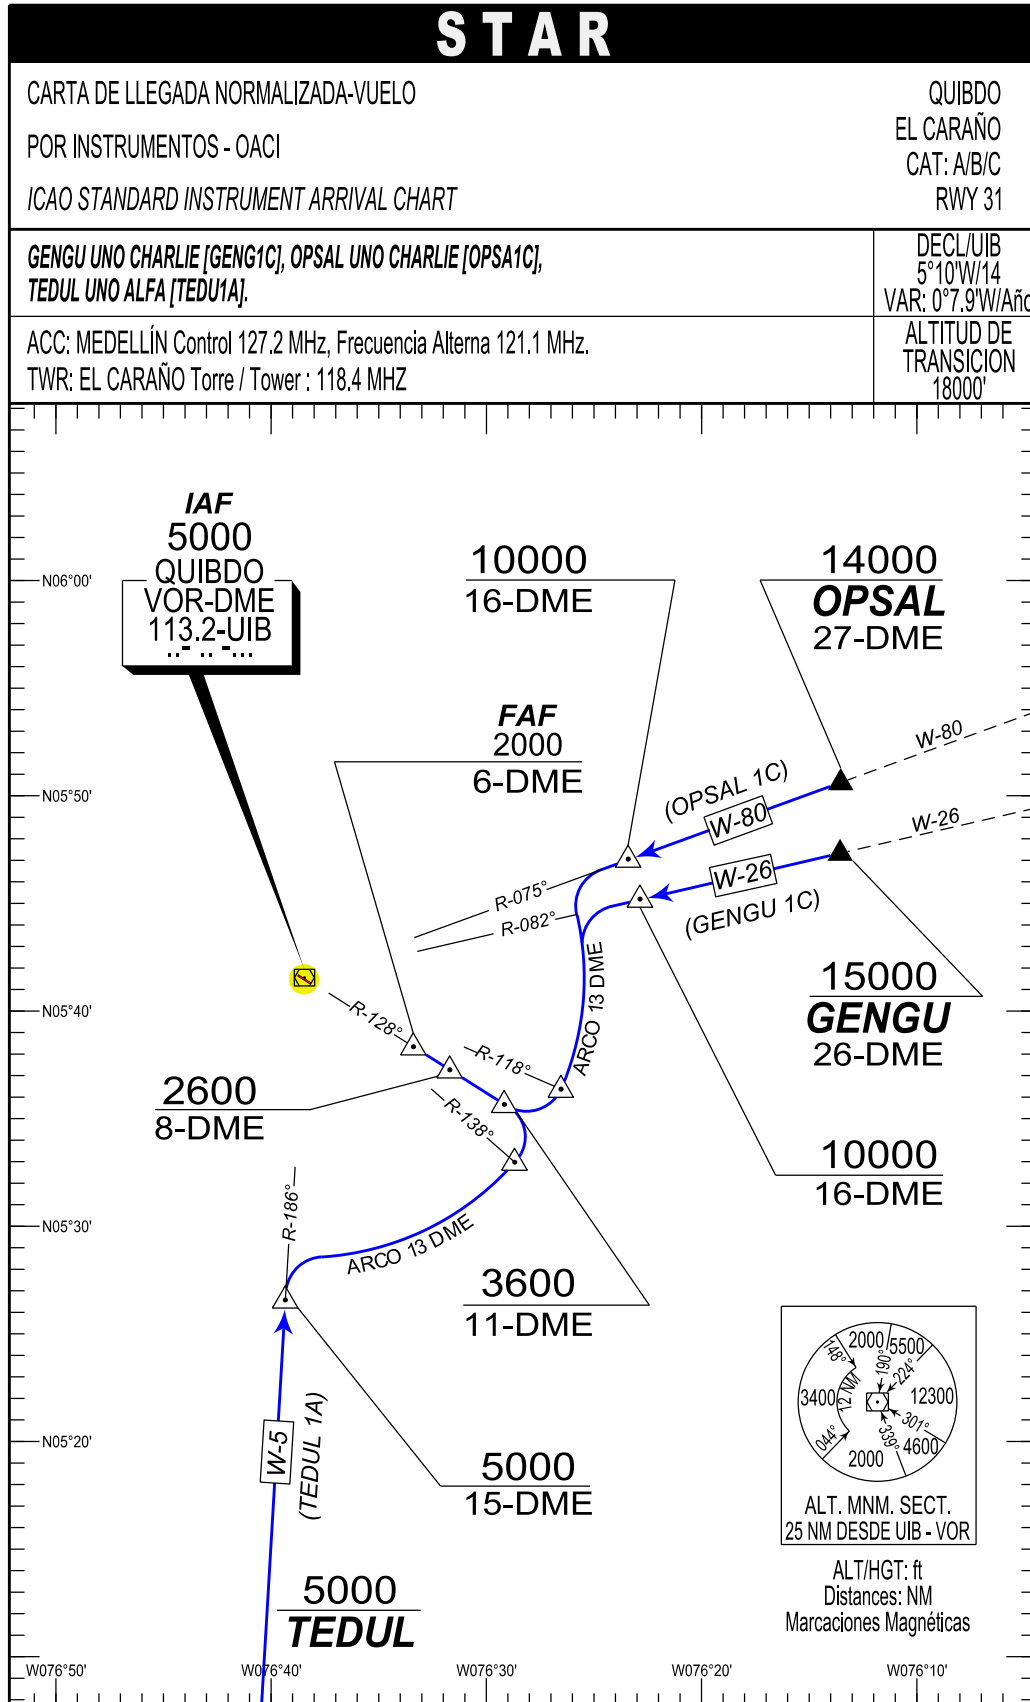 STAR
CARTA DE LLEGADA NORMALIZADA-VUELO
POR INSTRUMENTOS - OACI
ICAO STANDARD INSTRUMENT ARRIVAL CHART
QUIBDO
EL CARAÑO
CAT: A/B/C
RWY 31
GENGU UNO CHARLIE [GENG1C], OPSAL UNO CHARLIE [OPSA1C],
TEDUL UNO ALFA [TEDU1A].
DECL/UIB
5°10'W/14
VAR: 0°7.9'W/Año
ACC: MEDELLÍN Control 127.2 MHz, Frecuencia Alterna 121.1 MHz.
TWR: EL CARAÑO Torre / Tower : 118.4 MHZ
ALTITUD DE
TRANSICION
18000'
IAF
5000
QUIBDO
VOR-DME
113.2-UIB
10000
16-DME
14000
OPSAL
27-DME
N06°00'
FAF
2000
6-DME
W-80
(OPSAL 1C)
W-80
N05°50'
W-26
W-26
(GENGU 1C)
R-075°
R-082°
ARCO 13 DME
15000
GENGU
26-DME
N05°40'
R-128°
R-118°
2600
8-DME
R-138°
10000
16-DME
R-186°
N05°30'
ARCO 13 DME
3600
11-DME
W-5
(TEDUL 1A)
N05°20'
5000
15-DME
148°
2000
190°
5500
224°
3400
12 NM
12300
044°
339°
301°
4600
2000
ALT. MNM. SECT.
25 NM DESDE UIB - VOR
ALT/HGT: ft
Distances: NM
Marcaciones Magnéticas
5000
TEDUL
W076°50'
W076°40'
W076°30'
W076°20'
W076°10'